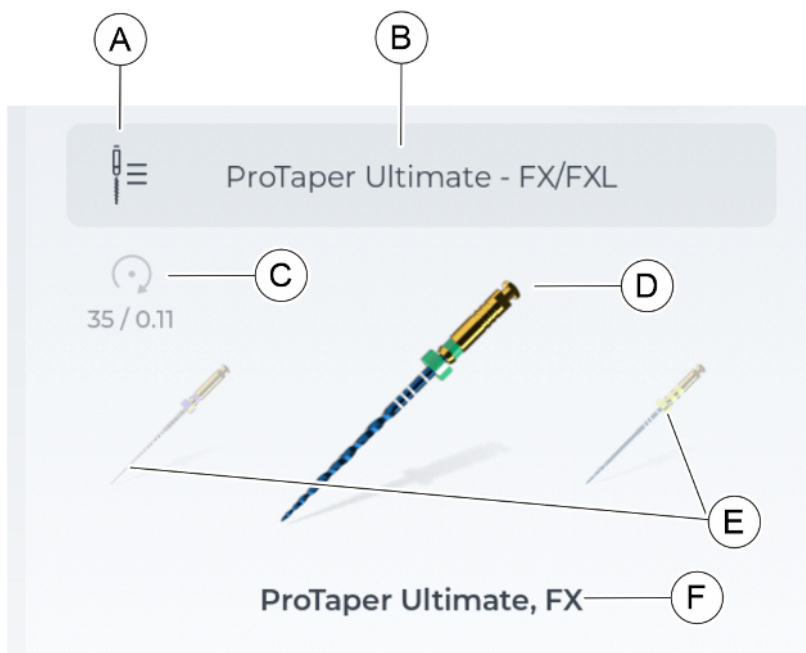 A
B
ProTaper Ultimate - FX/FXL
C
D
35 / 0.11
E
ProTaper Ultimate, FX
F